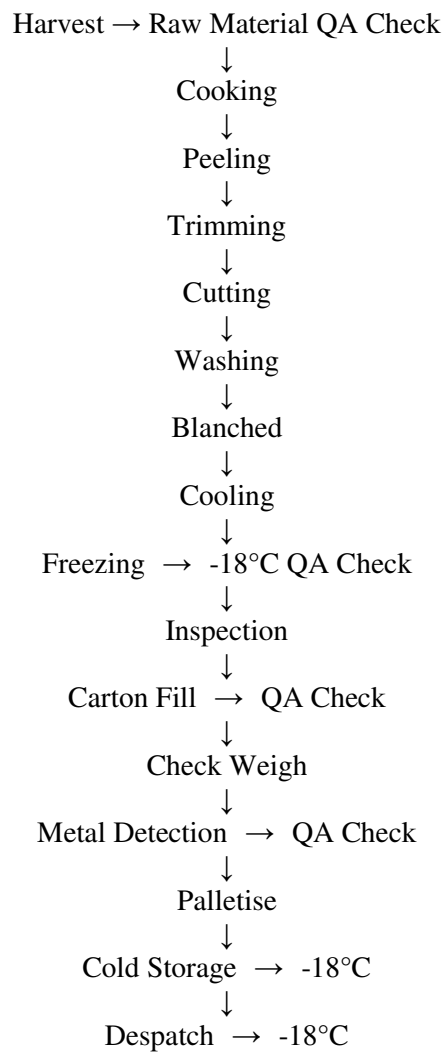 Harvest → Raw Material QA Check
↓
Cooking
↓
Peeling
↓
Trimming
↓
Cutting
↓
Washing
↓
Blanched
↓
Cooling
↓
Freezing → -18°C QA Check
↓
Inspection
↓
Carton Fill → QA Check
↓
Check Weigh
↓
Metal Detection → QA Check
↓
Palletise
↓
Cold Storage → -18°C
↓
Despatch → -18°C